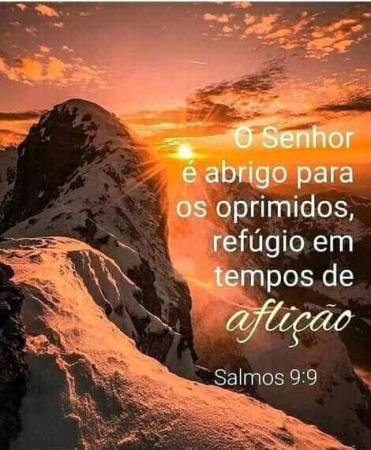 O Senhor
é abrigo para
os oprimidos,
refúgio em
tempos de
aflição
Salmos 9:9